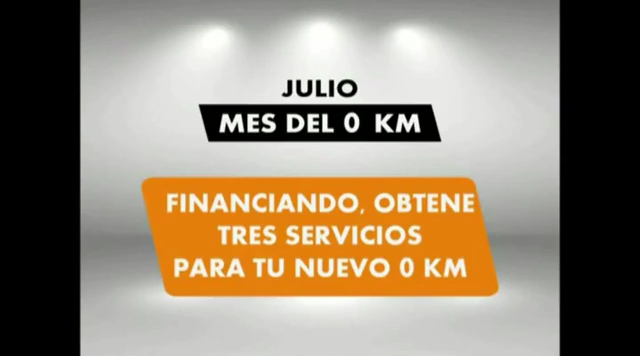 JULIO
MES DEL 0 KM
FINANCIANDO, OBTENE
TRES SERVICIOS
PARA TU NUEVO 0 KM